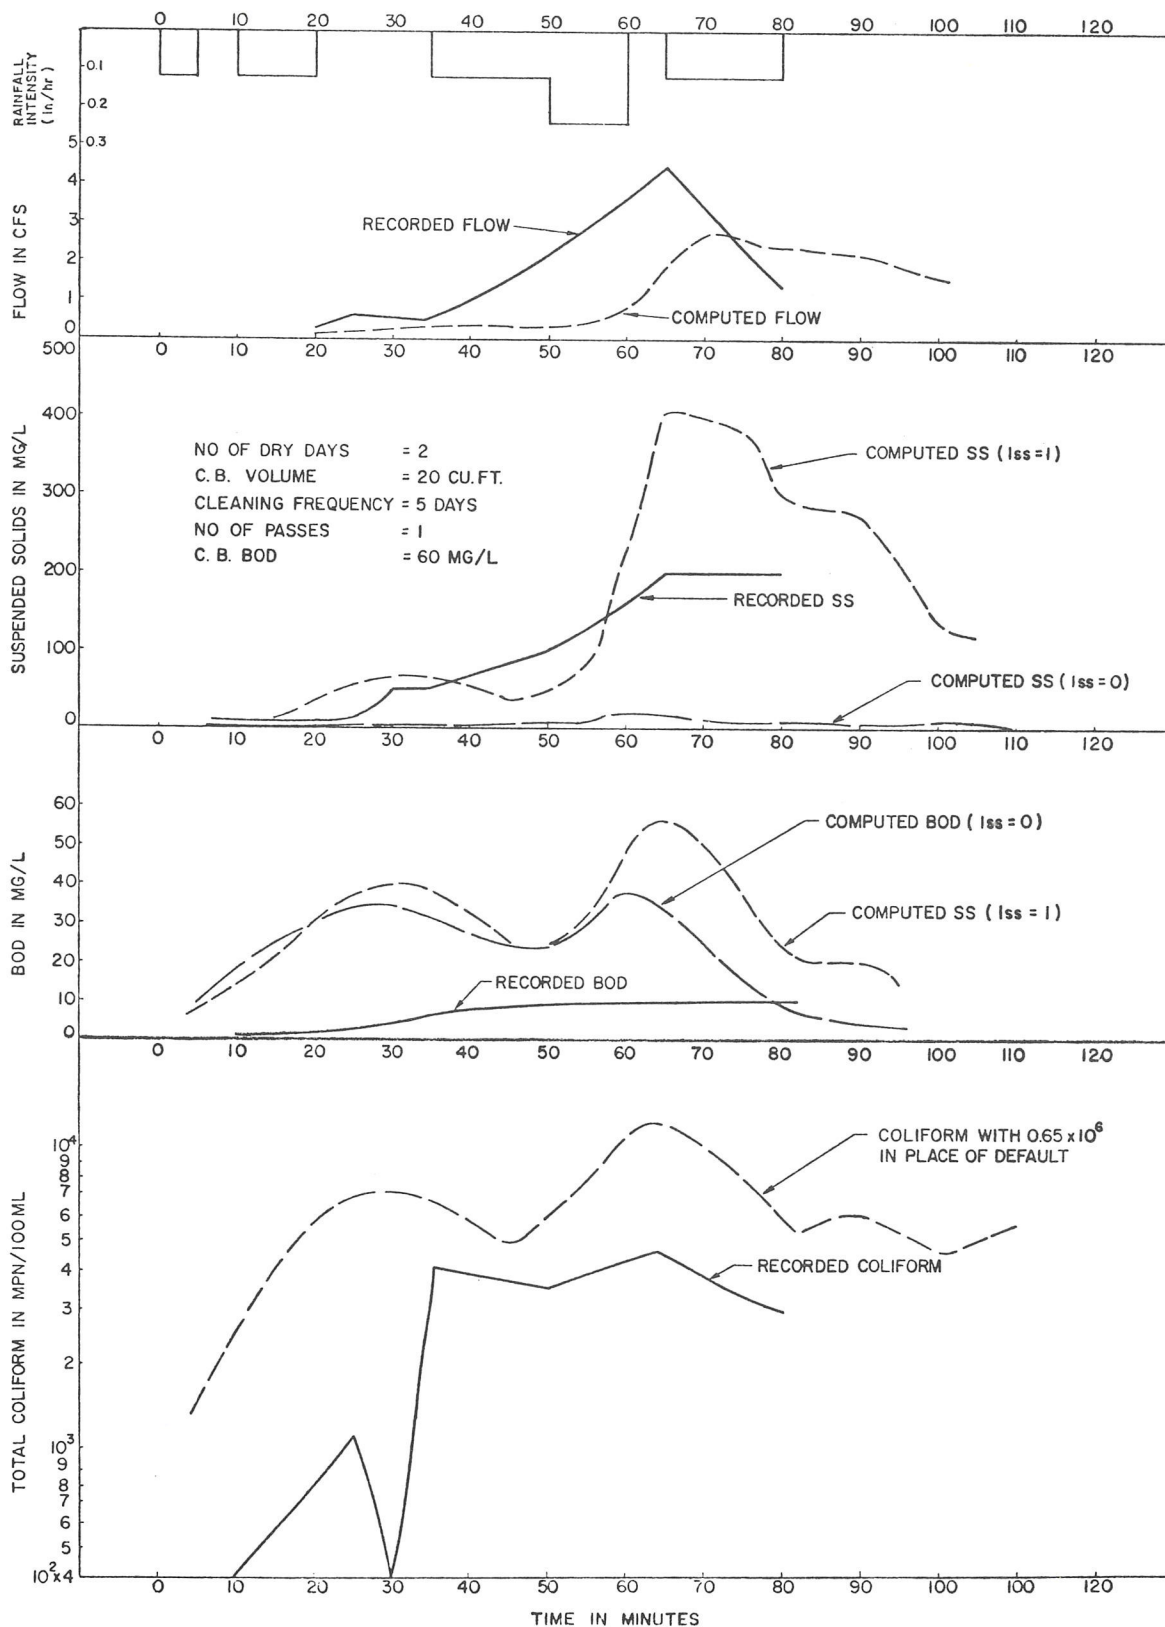 0 10 20 30 40 50 60 70 80 90 100 110 120
RAINFALL
INTENSITY
(in/hr)
0.1
0.2
0.3
FLOW IN CFS
5
4
3
2
1
0
RECORDED FLOW
COMPUTED FLOW
0 10 20 30 40 50 60 70 80 90 100 110 120
SUSPENDED SOLIDS IN MG/L
500
400
300
200
100
0
NO OF DRY DAYS = 2
C.B. VOLUME = 20 CU.FT.
CLEANING FREQUENCY = 5 DAYS
NO OF PASSES = 1
C. B. BOD = 60 MG/L
COMPUTED SS (Iss=1)
RECORDED SS
COMPUTED SS (Iss=0)
0 10 20 30 40 50 60 70 80 90 100 110 120
BOD IN MG/L
60
50
40
30
20
10
0
COMPUTED BOD (Iss=0)
COMPUTED SS (Iss=1)
RECORDED BOD
0 10 20 30 40 50 60 70 80 90 100 110 120
TOTAL COLIFORM IN MPN/100ML
10⁴
9
8
7
6
5
4
3
2
10³
9
8
7
6
5
10²x4
COLIFORM WITH 0.65x10⁶
IN PLACE OF DEFAULT
RECORDED COLIFORM
0 10 20 30 40 50 60 70 80 90 100 100 120
TIME IN MINUTES